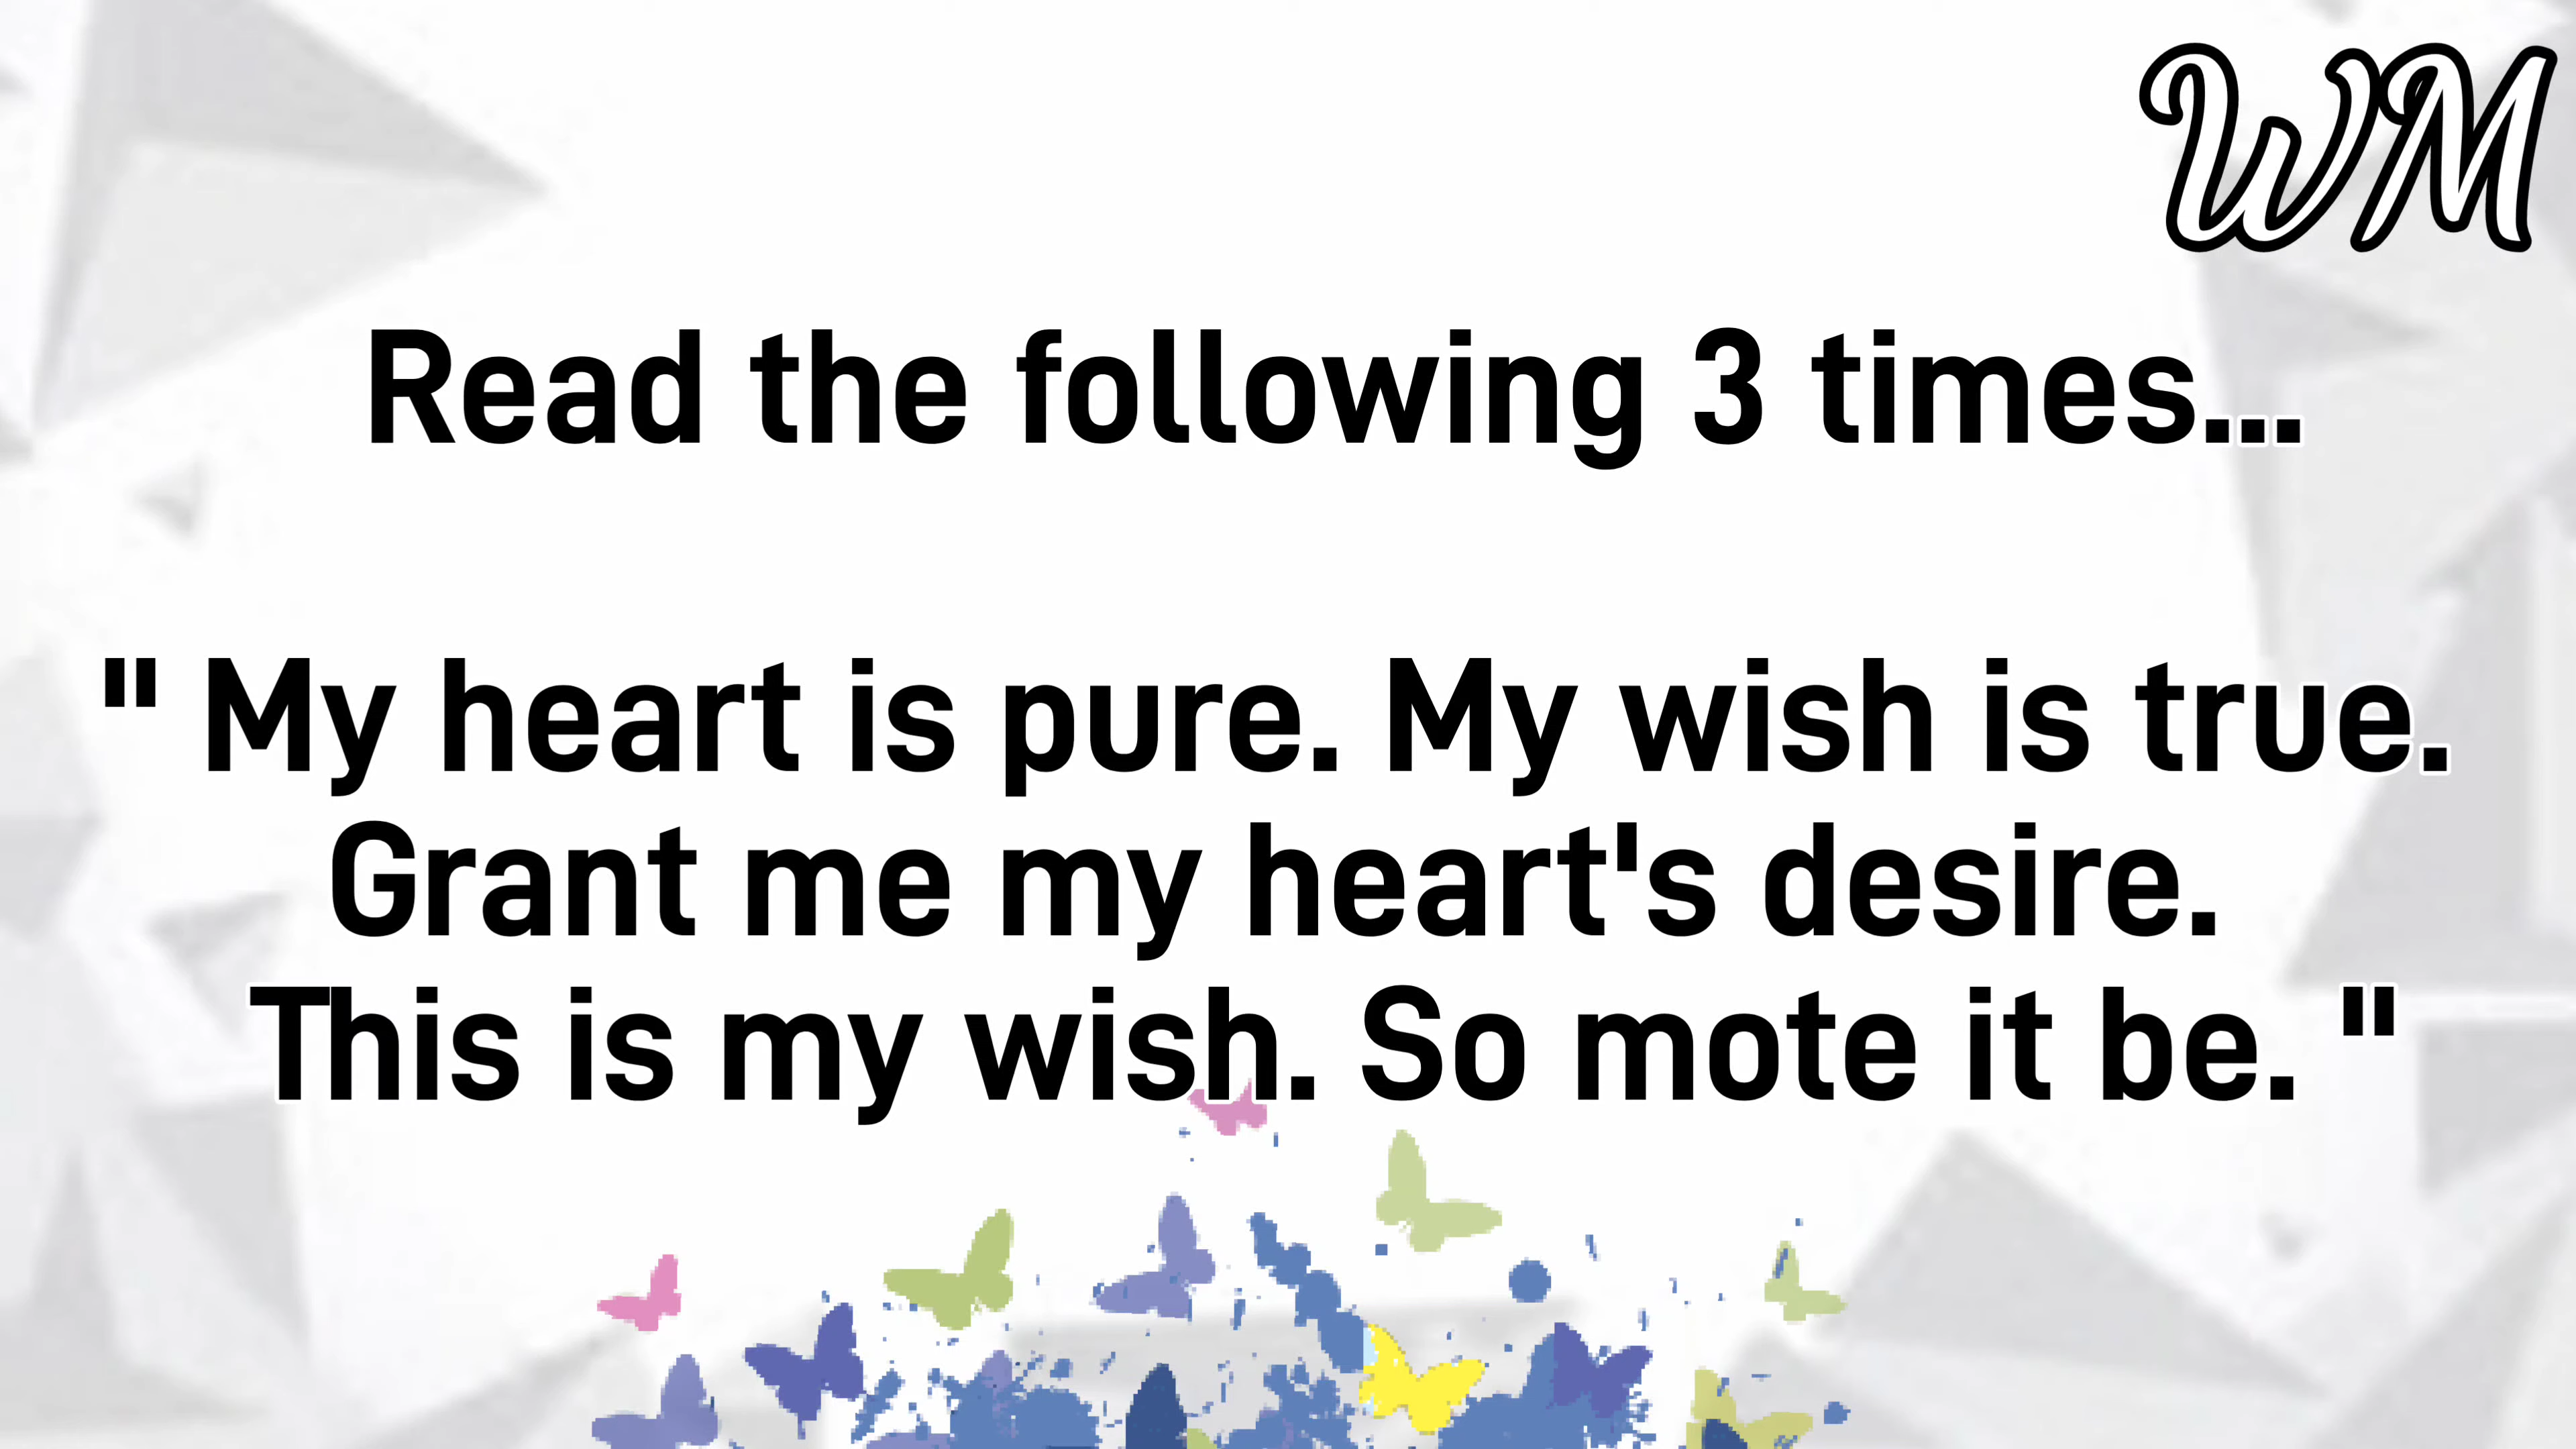 WM
Read the following 3 times...
" My heart is pure. My wish is true.
Grant me my heart's desire.
This is my wish. So mote it be. "